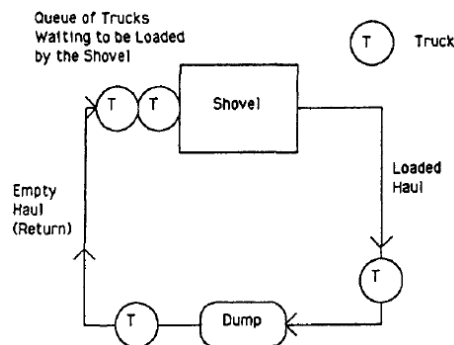 Queue of Trucks
Waiting to be Loaded
by the Shovel
T
Truck
T
T
Shovel
Loaded
Haul
Empty
Haul
(Return)
T
T
Dump